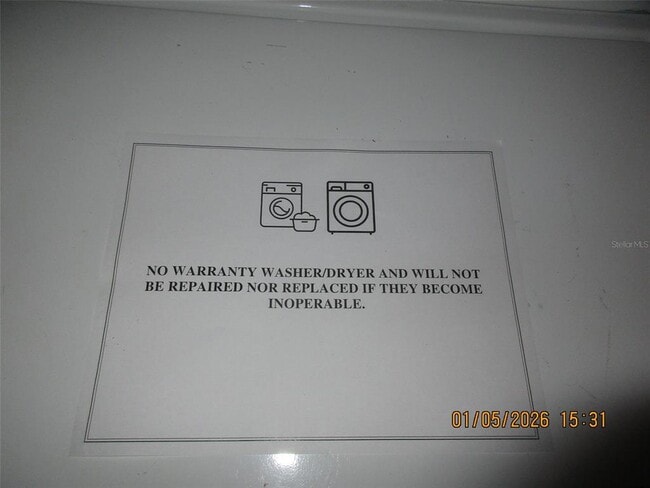 StellarMLS
NO WARRANTY WASHER/DRYER AND WILL NOT
BE REPAIRED NOR REPLACED IF THEY BECOME
INOPERABLE.
01/05/2026 15:31